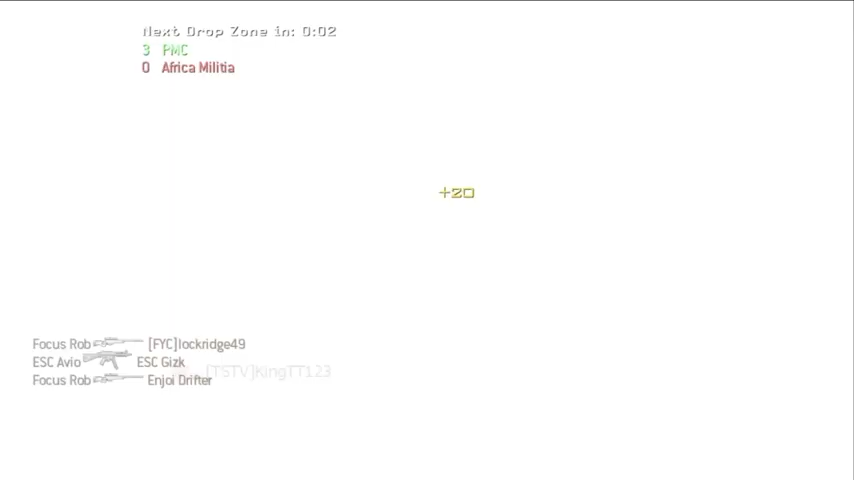 Next Drop Zone in: 0:02
3 PMC
0 Africa Militia
+20
Focus Rob [FYC]lockridge49
ESC Avio ESC Gizk
[TSTV]KingTT123
Focus Rob Enjoi Drifter